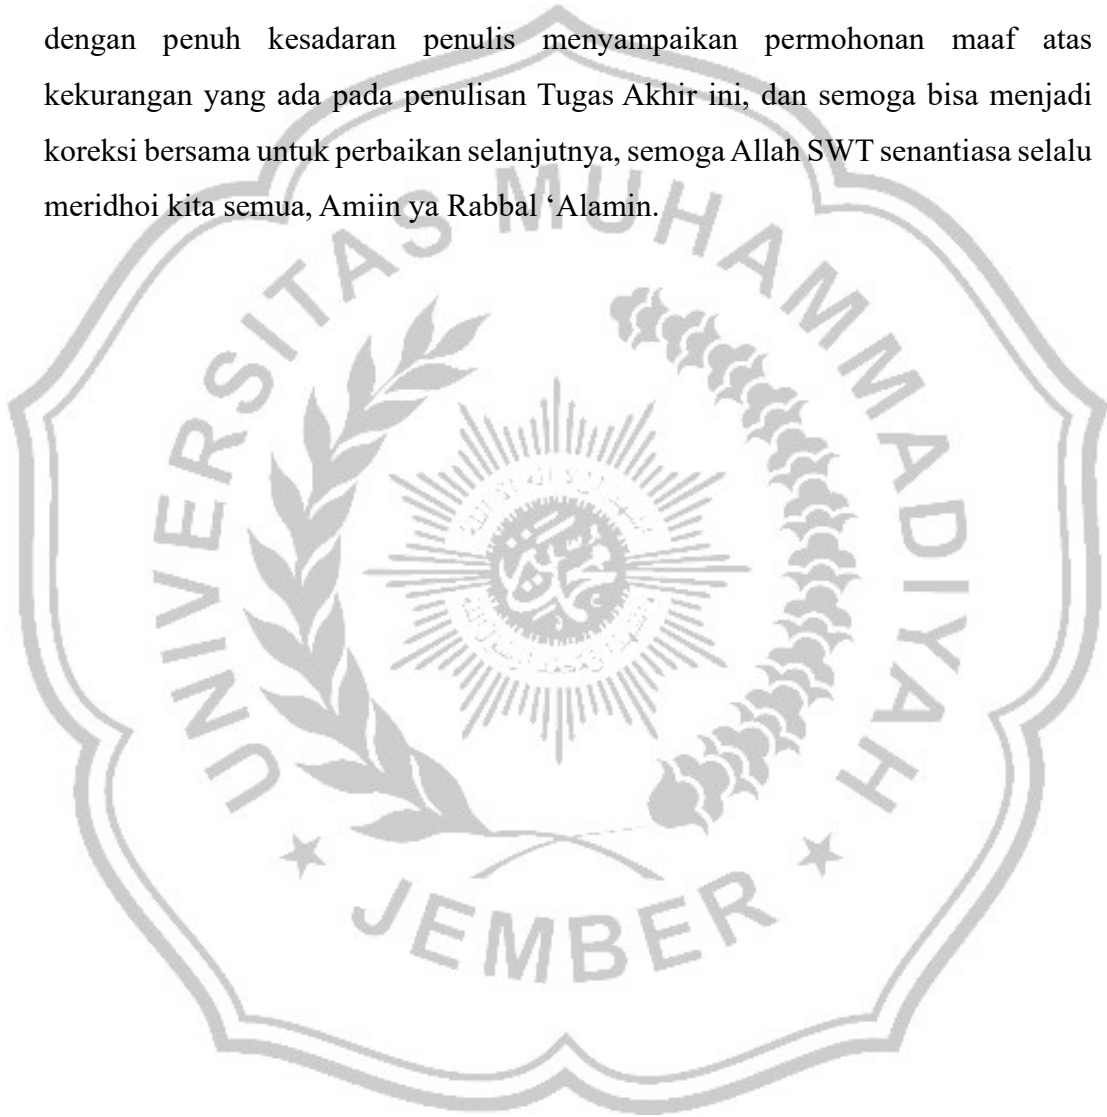 dengan penuh kesadaran penulis menyampaikan permohonan maaf atas
kekurangan yang ada pada penulisan Tugas Akhir ini, dan semoga bisa menjadi
koreksi bersama untuk perbaikan selanjutnya, semoga Allah SWT senantiasa selalu
meridhoi kita semua, Amiin ya Rabbal ‘Alamin.
UNIVERSITAS MUHAMMADIYAH
JEMBER